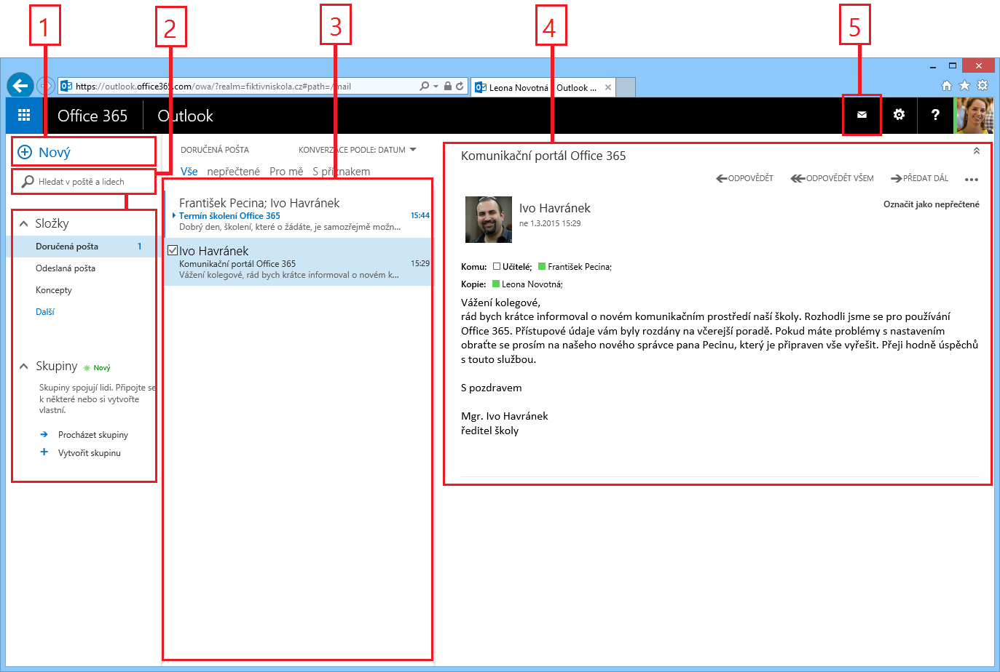 1
2
3
4
5
https://outlook.office365.com/owa/?realm=fiktivniskola.cz#path=/mail
Leona Novotná - Outlook ...
Office 365
Outlook
?
Nový
Hledat v poště a lidech
Složky
Doručená pošta 1
Odeslaná pošta
Koncepty
Další
Skupiny
Nový
Skupiny spojují lidi. Připojte se
k některé nebo si vytvořte
vlastní.
Procházet skupiny
Vytvořit skupinu
DORUČENÁ POŠTA
KONVERZACE PODLE: DATUM
Vše nepřečtené Pro mě S příznakem
František Pecina; Ivo Havránek
Termín školení Office 365 15:44
Dobrý den, školení, které o žádáte, je samozřejmě možn...
Ivo Havránek
Komunikační portál Office 365 15:29
Vážení kolegové, rád bych krátce informoval o novém k...
Komunikační portál Office 365
ODPOVĚDĚT
ODPOVĚDĚT VŠEM
PŘEDAT DÁL
Označit jako nepřečtené
Ivo Havránek
ne 1.3.2015 15:29
Komu: Učitelé; František Pecina;
Kopie: Leona Novotná;
Vážení kolegové,
rád bych krátce informoval o novém komunikačním prostředí naší školy. Rozhodli jsme se pro používání
Office 365. Přístupové údaje vám byly rozdány na včerejší poradě. Pokud máte problémy s nastavením
obraťte se prosím na našeho nového správce pana Pecinu, který je připraven vše vyřešit. Přeji hodně úspěchů
s touto službou.
S pozdravem
Mgr. Ivo Havránek
ředitel školy